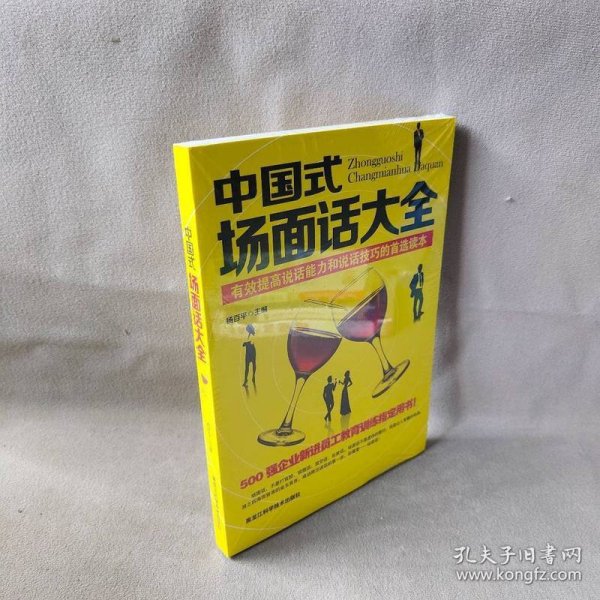 Zhongguoshi
Changmianhua Daquan
中国式
场面话大全
有效提高说话能力和说话技巧的首选读本
杨百平◎主编
500强企业新进员工教育训练指定用书!
黑龙江科学技术出版社
中国式 场面话大全
孔夫子旧书网
www.kongfz.com